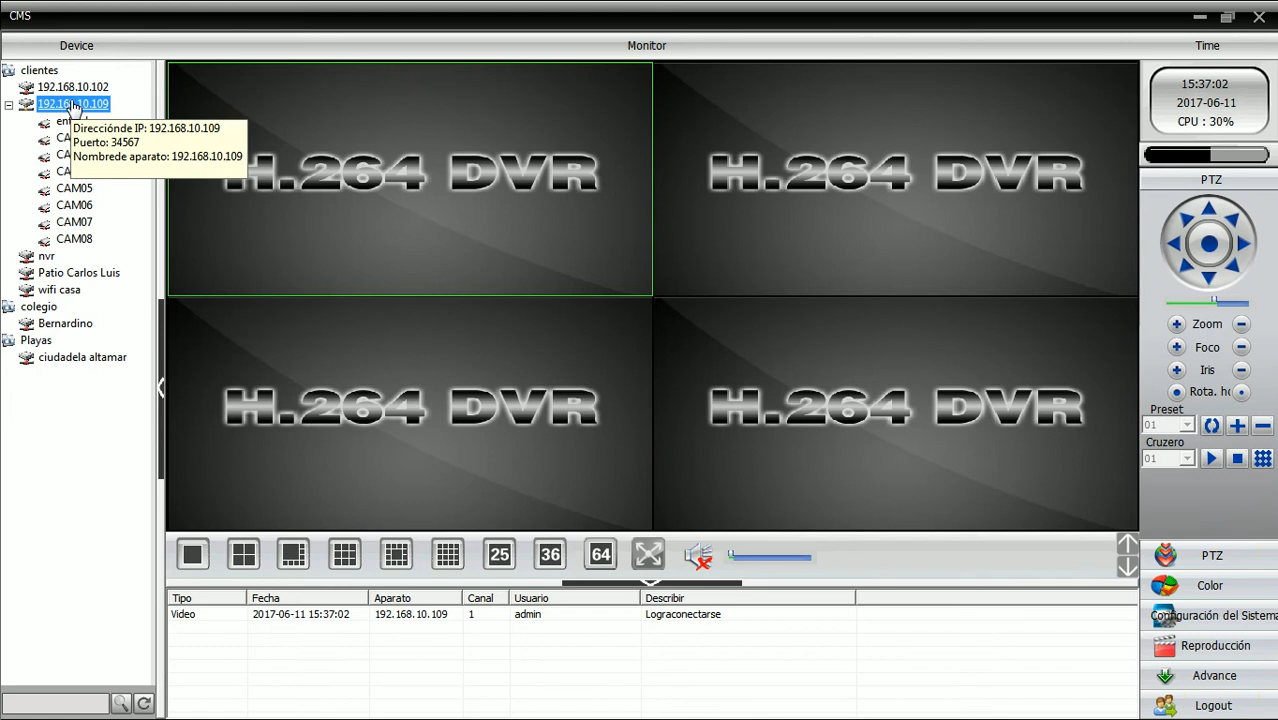 CMS
Device
Monitor
Time
clientes
192.168.10.102
192.168.10.109
Direcciónde IP: 192.168.10.109
Puerto: 34567
Nombrede aparato: 192.168.10.109
CAM05
CAM06
CAM07
CAM08
nvr
Patio Carlos Luis
wifi casa
colegio
Bernardino
Playas
ciudadela altamar
H.264 DVR
H.264 DVR
H.264 DVR
H.264 DVR
15:37:02
2017-06-11
CPU : 30%
PTZ
Zoom
Foco
Iris
Rota. ho
Preset
01
Cruzero
01
25 36 64
PTZ
Color
Configuración del Sistema
Reproducción
Advance
Logout
Tipo Fecha Aparato Canal Usuario Describir
Video 2017-06-11 15:37:02 192.168.10.109 1 admin Lograconectarse